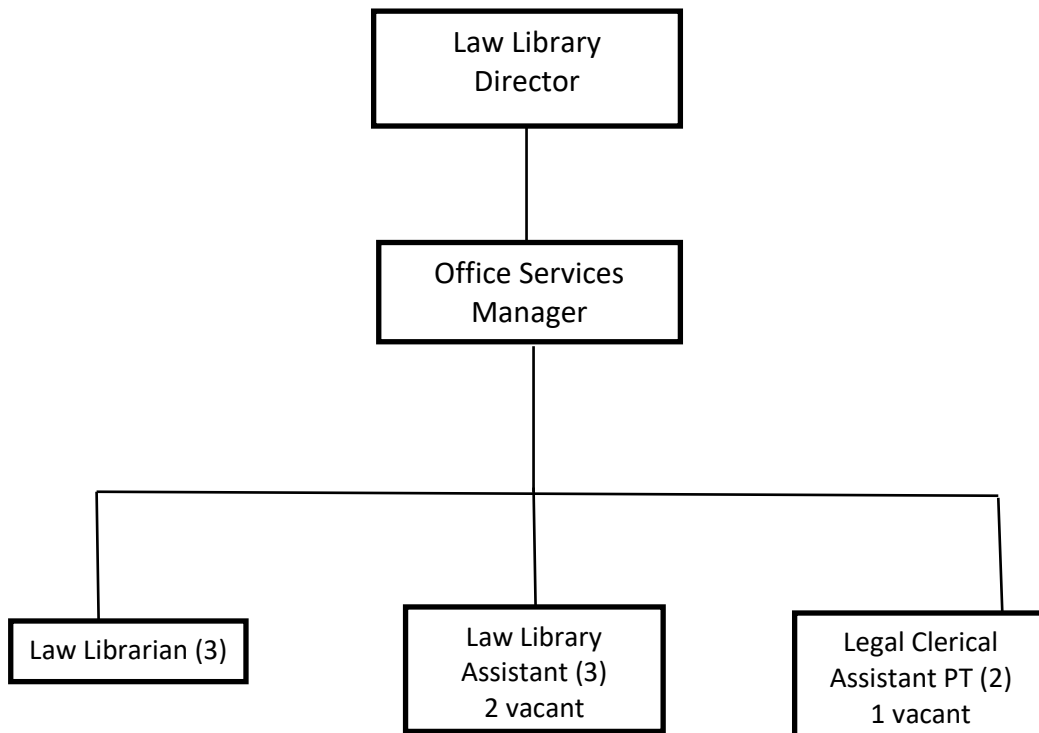 Law Library
Director
Office Services
Manager
Law Librarian (3)
Law Library
Assistant (3)
2 vacant
Legal Clerical
Assistant PT (2)
1 vacant